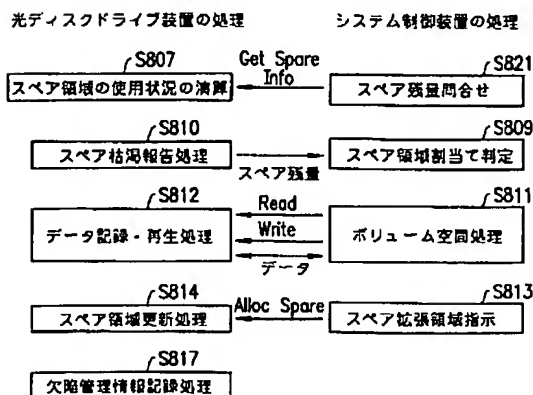 光ディスクドライブ装置の処理 システム制御装置の処理
S807 Get Spare Info S821
スペア領域の使用状況の演算 スペア残量問合せ
S810 S809
スペア枯渇報告処理 スペア残量 スペア領域割当て判定
S812 Read S811
データ記録・再生処理 Write ボリューム空間処理
データ
S814 Alloc Spare S813
スペア領域更新処理 スペア拡張領域指示
S817
欠陥管理情報記録処理